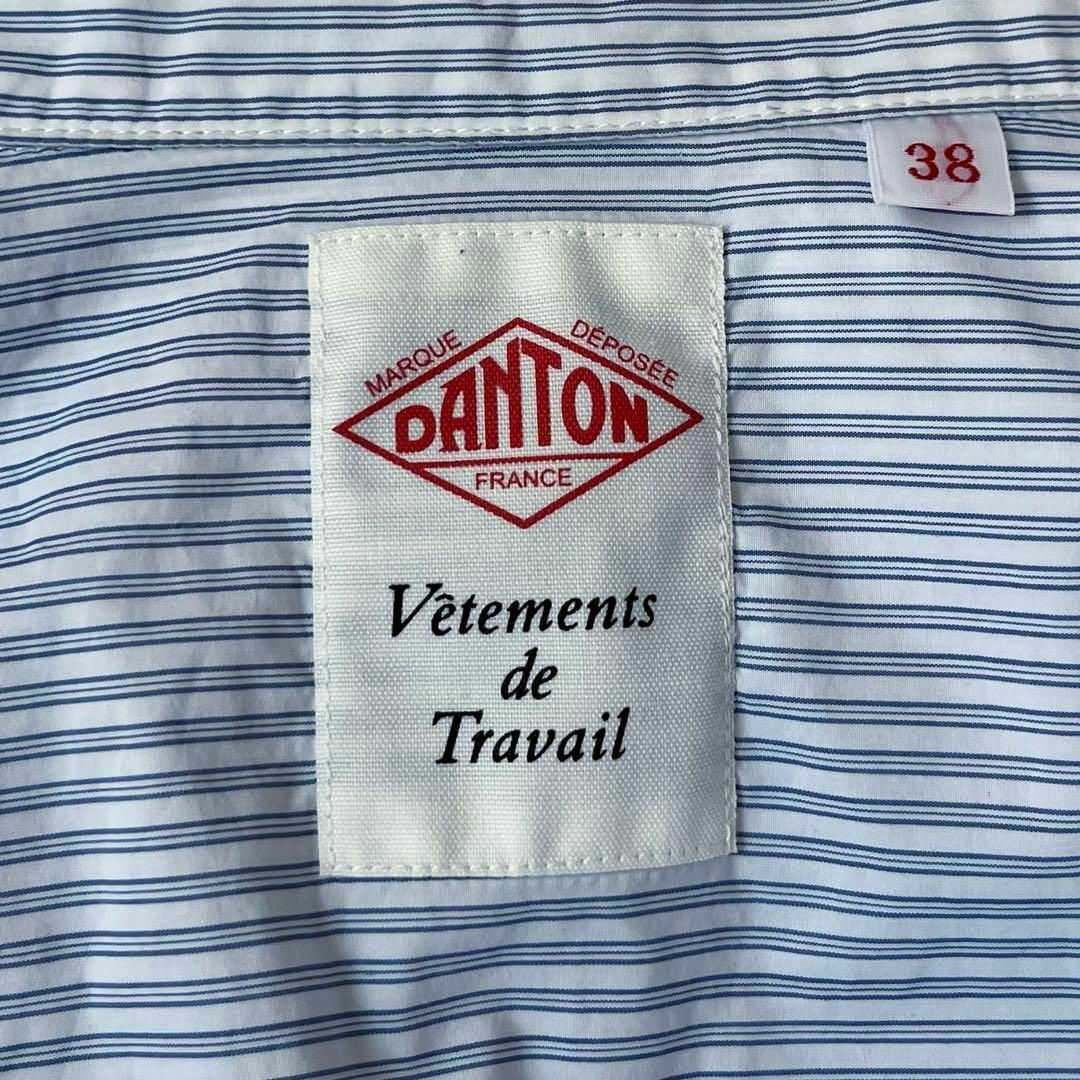 38
MARQUE DÉPOSÉE
DANTON
FRANCE
Vêtements
de
Travail